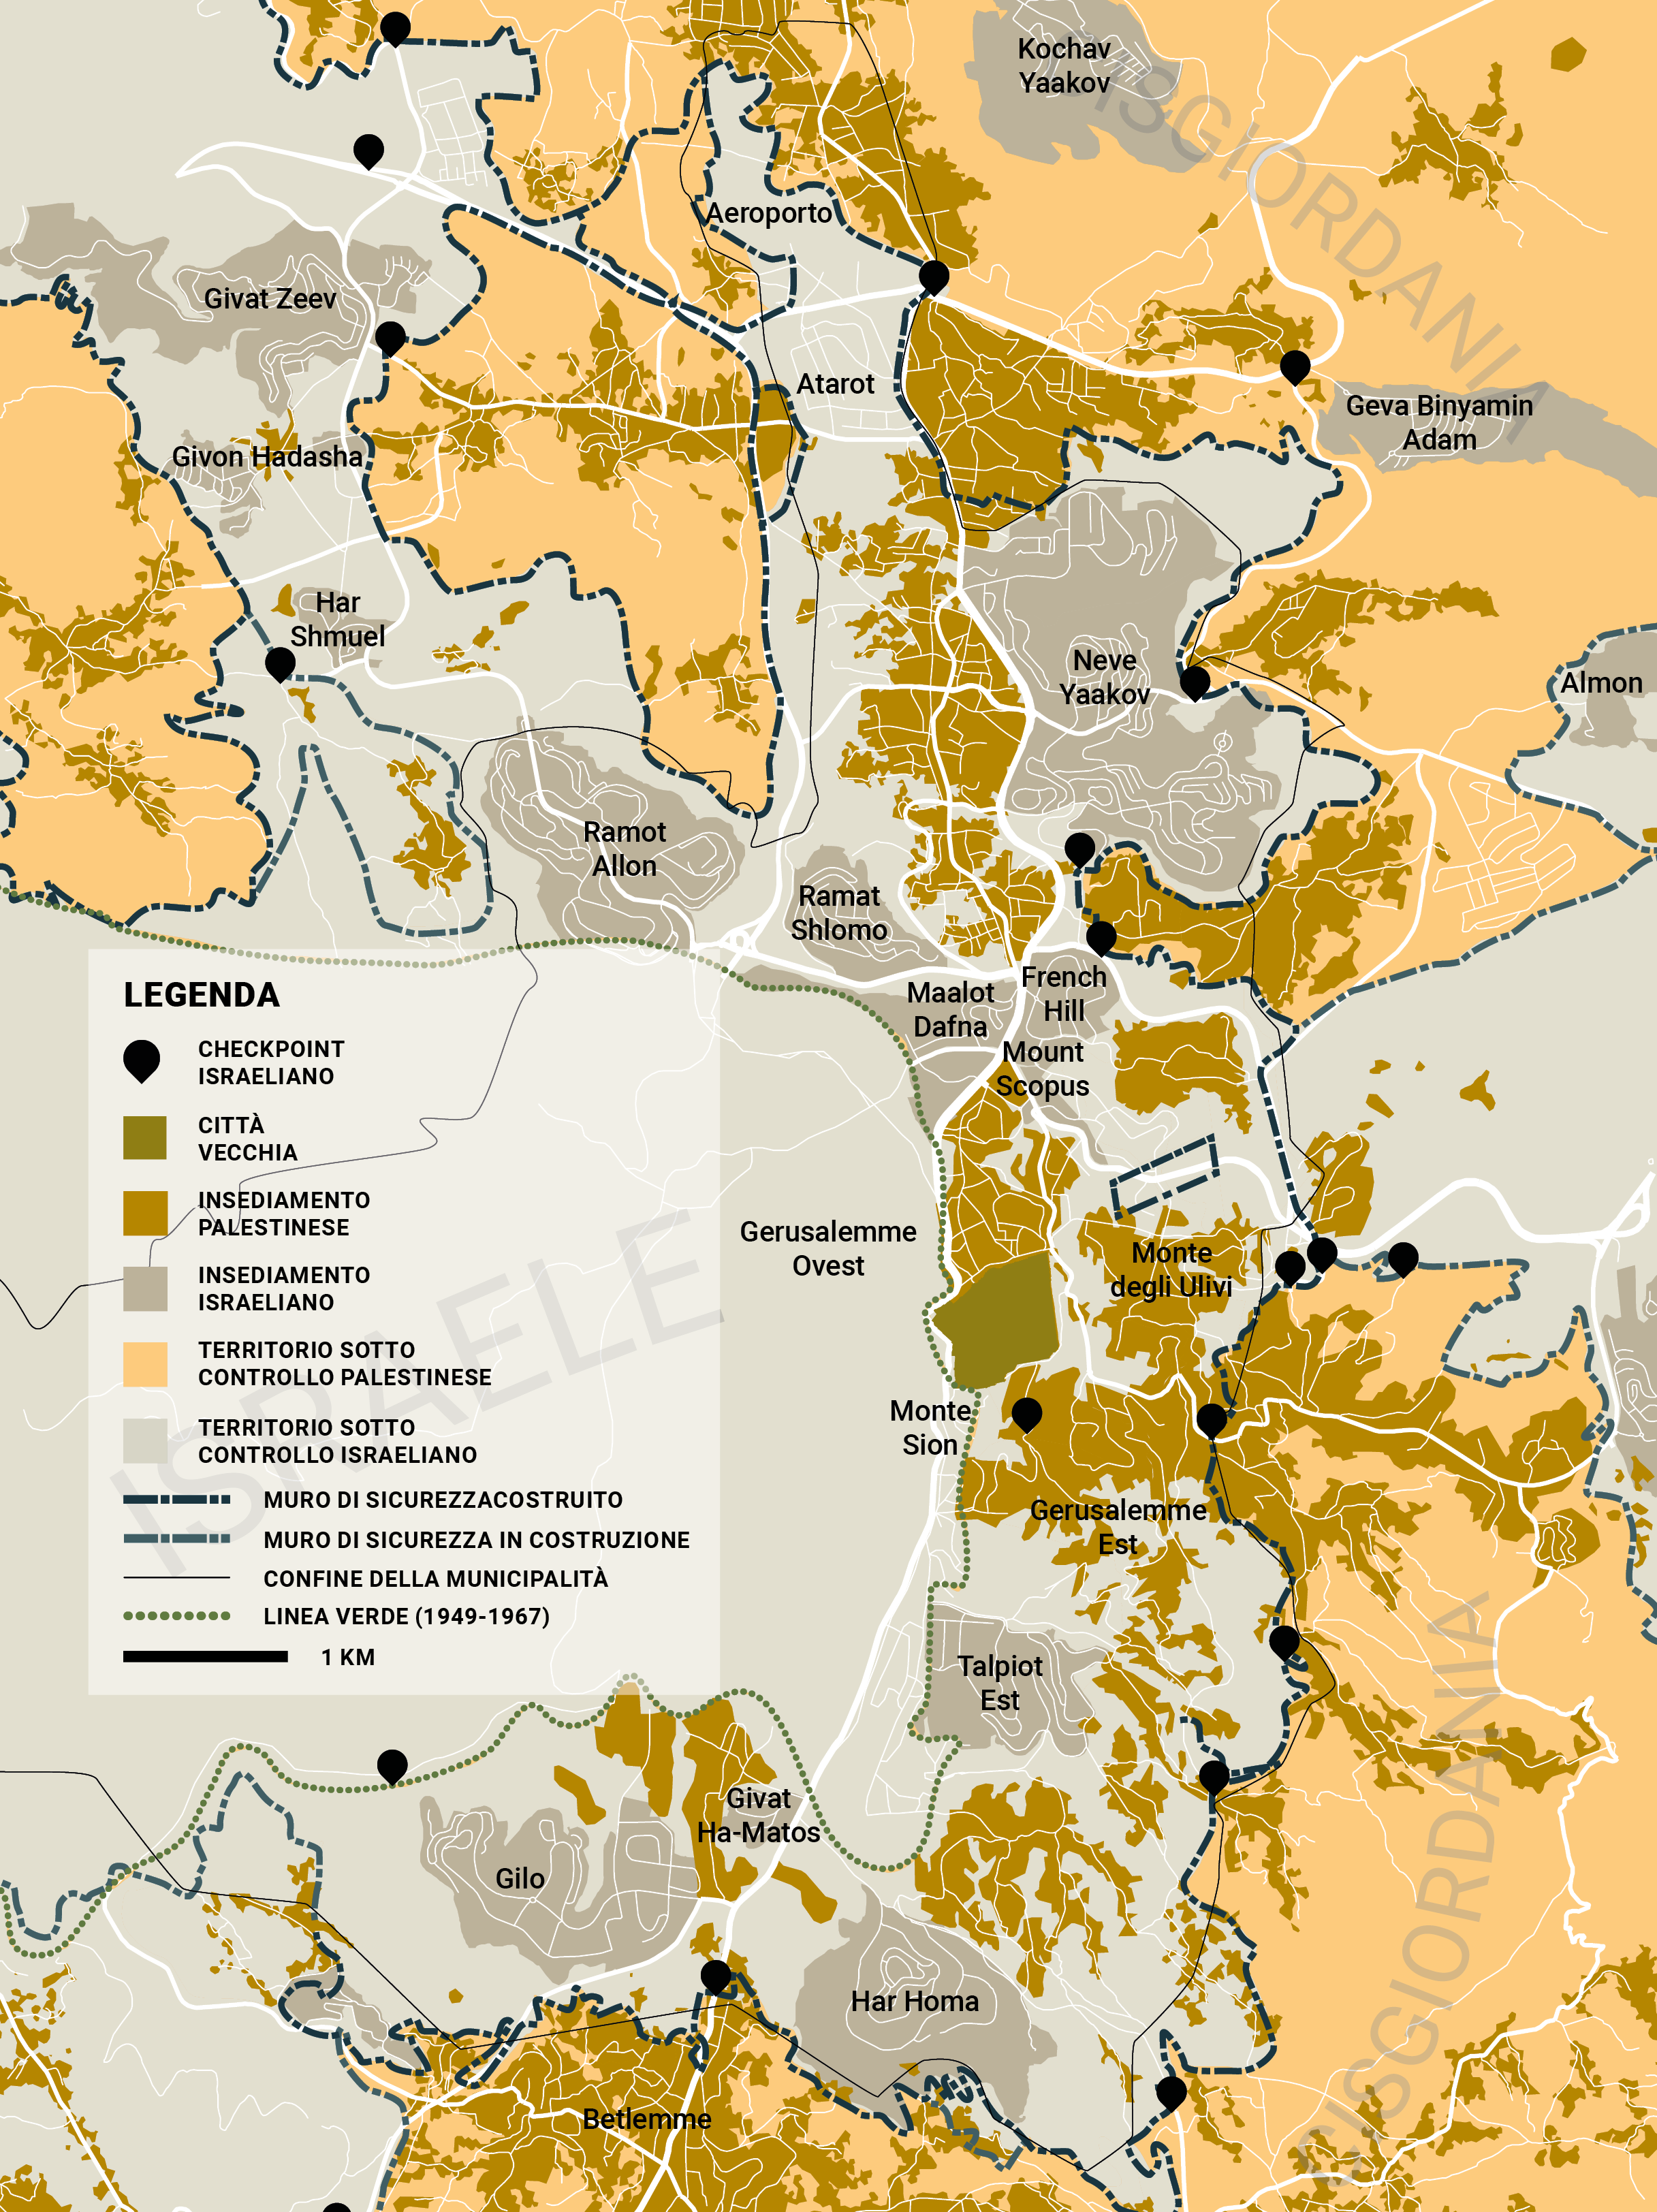 Kochav
Yaakov
CISGIORDANIA
Aeroporto
Givat Zeev
Atarot
Geva Binyamin
Adam
Givon Hadasha
Har
Shmuel
Neve
Yaakov
Almon
Ramot
Allon
Ramat
Shlomo
French
Hill
Maalot
Dafna
Mount
Scopus
LEGENDA
CHECKPOINT
ISRAELIANO
CITTÀ
VECCHIA
INSEDIAMENTO
PALESTINESE
INSEDIAMENTO
ISRAELIANO
TERRITORIO SOTTO
CONTROLLO PALESTINESE
TERRITORIO SOTTO
CONTROLLO ISRAELIANO
MURO DI SICUREZZACOSTRUITO
MURO DI SICUREZZA IN COSTRUZIONE
CONFINE DELLA MUNICIPALITÀ
LINEA VERDE (1949-1967)
1 KM
ISRAELE
Gerusalemme
Ovest
Monte
degli Ulivi
Monte
Sion
Gerusalemme
Est
Talpiot
Est
Givat
Ha-Matos
Gilo
Har Homa
Betlemme
CISGIORDANIA